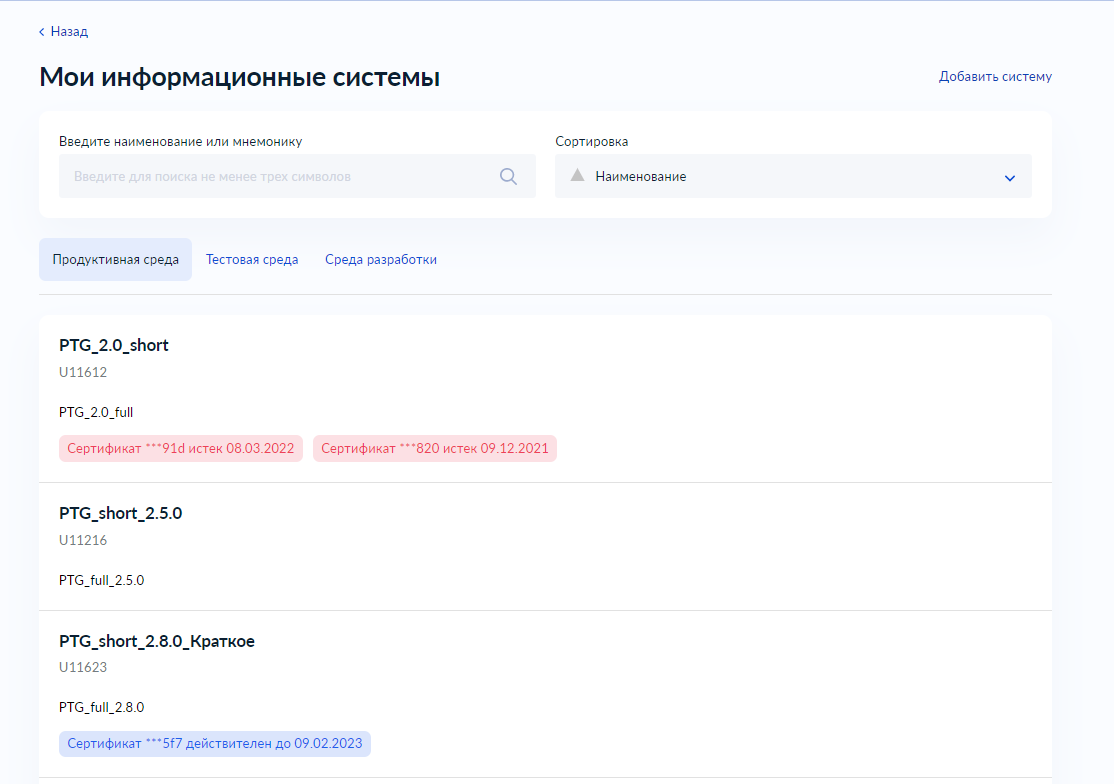 Назад
Мои информационные системы
Добавить систему
Введите наименование или мнемонику
Сортировка
Введите для поиска не менее трех символов
Наименование
Продуктивная среда
Тестовая среда
Среда разработки
PTG_2.0_short
U11612
PTG_2.0_full
Сертификат ***91d истек 08.03.2022
Сертификат ***820 истек 09.12.2021
PTG_short_2.5.0
U11216
PTG_full_2.5.0
PTG_short_2.8.0_Краткое
U11623
PTG_full_2.8.0
Сертификат ***5f7 действителен до 09.02.2023